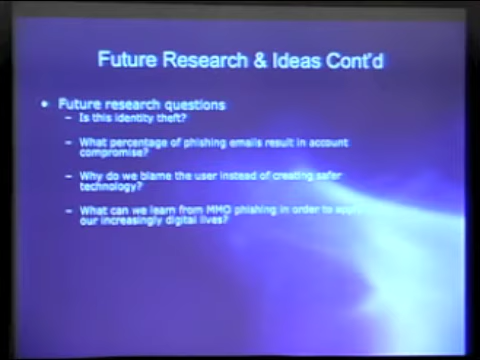 Future Research & Ideas Cont'd
• Future research questions
– Is this identity theft?
– What percentage of phishing emails result in account
compromise?
– Why do we blame the user instead of creating safer
technology?
– What can we learn from MMO phishing in order to
our increasingly digital lives?